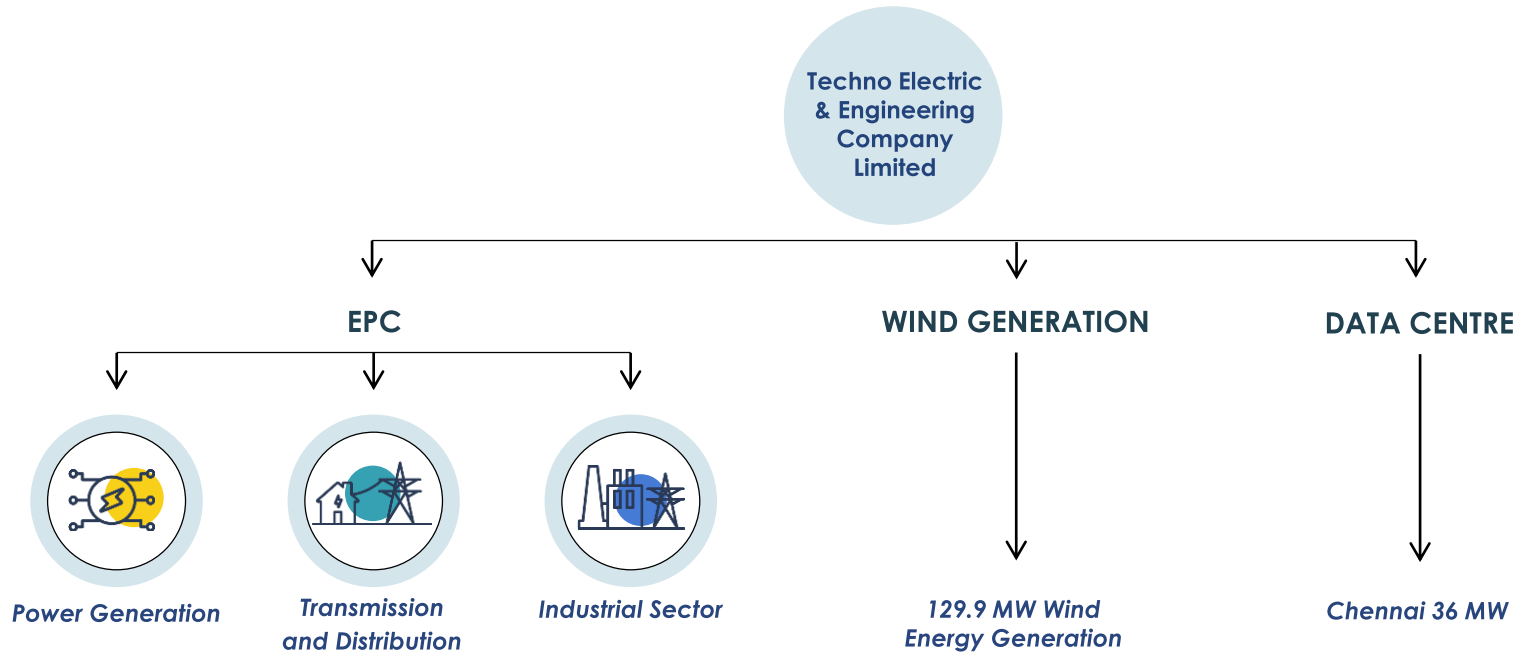 Techno Electric
& Engineering
Company
Limited
EPC
WIND GENERATION
DATA CENTRE
Power Generation
Transmission
and Distribution
Industrial Sector
129.9 MW Wind
Energy Generation
Chennai 36 MW